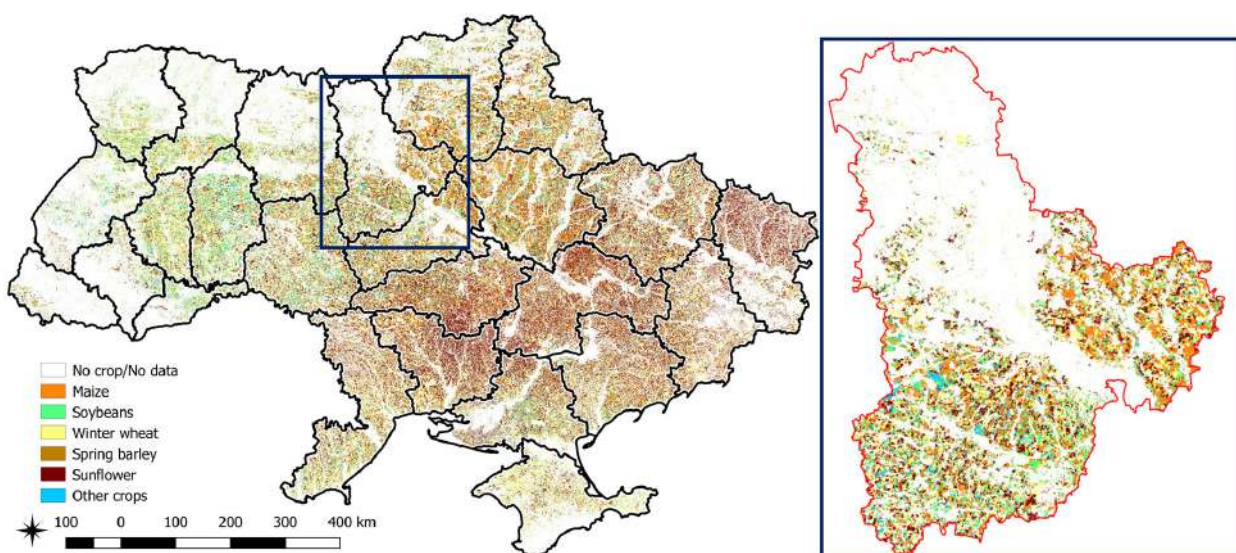 No crop/No data
Maize
Soybeans
Winter wheat
Spring barley
Sunflower
Other crops
100 0 100 200 300 400 km